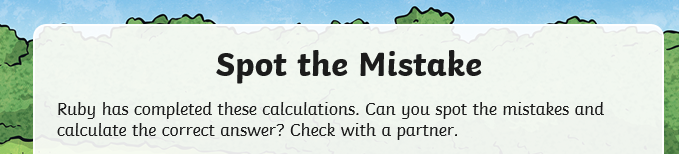 Spot the Mistake
Ruby has completed these calculations. Can you spot the mistakes and
calculate the correct answer? Check with a partner.